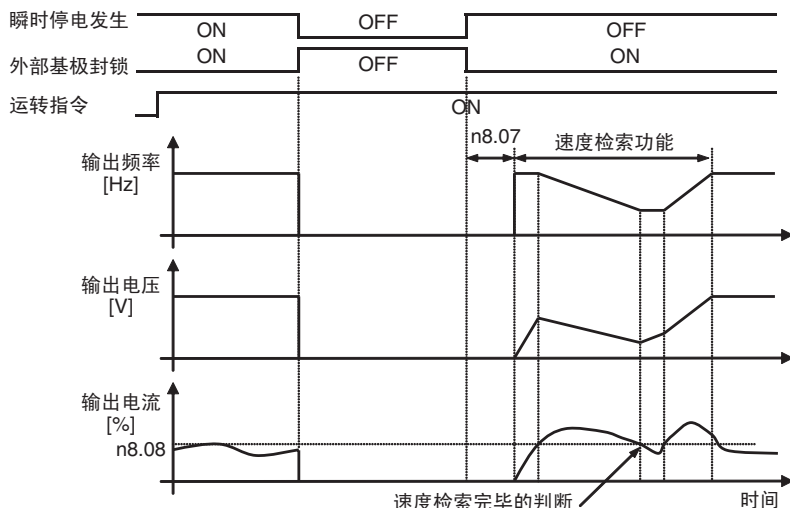 瞬时停电发生
ON
OFF
OFF
外部基极封锁
ON
OFF
ON
运转指令
ON
n8.07
速度检索功能
输出频率
[Hz]
输出电压
[V]
输出电流
[%]
n8.08
速度检索完毕的判断
时间